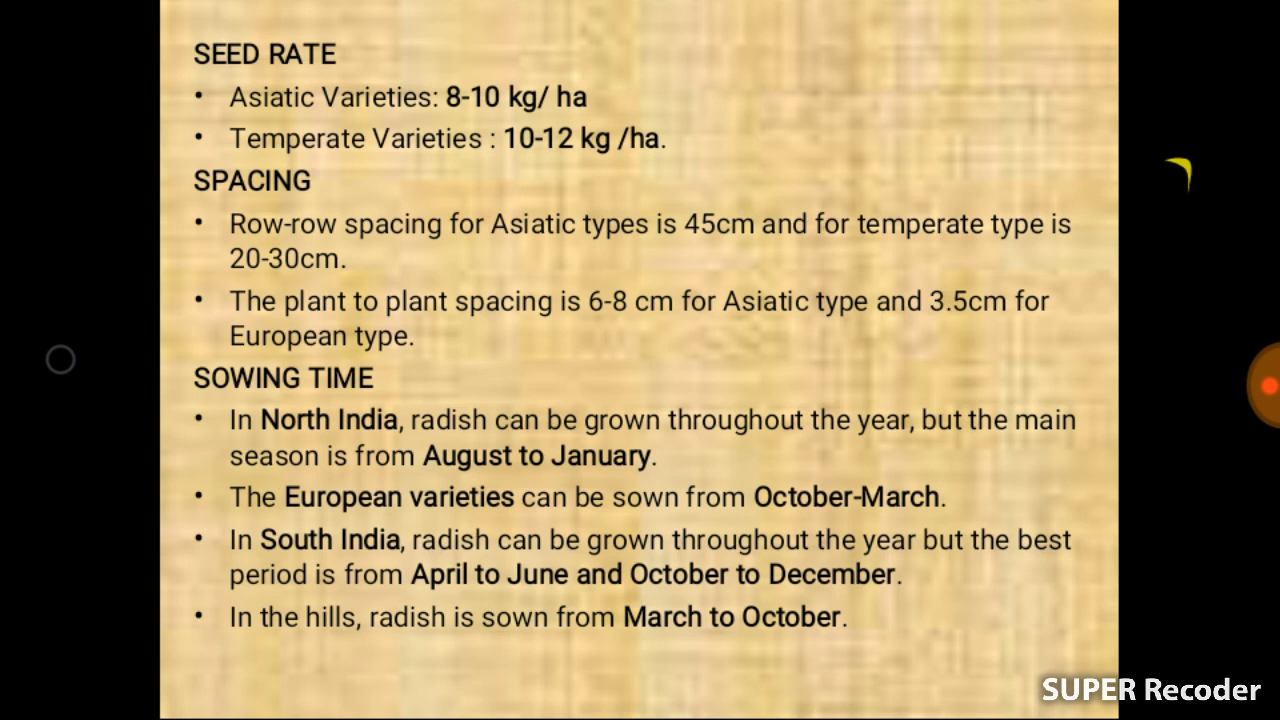 SEED RATE
• Asiatic Varieties: 8-10 kg/ ha
• Temperate Varieties : 10-12 kg /ha.
SPACING
• Row-row spacing for Asiatic types is 45cm and for temperate type is
20-30cm.
• The plant to plant spacing is 6-8 cm for Asiatic type and 3.5cm for
European type.
SOWING TIME
• In North India, radish can be grown throughout the year, but the main
season is from August to January.
• The European varieties can be sown from October-March.
• In South India, radish can be grown throughout the year but the best
period is from April to June and October to December.
• In the hills, radish is sown from March to October.
SUPER Recoder